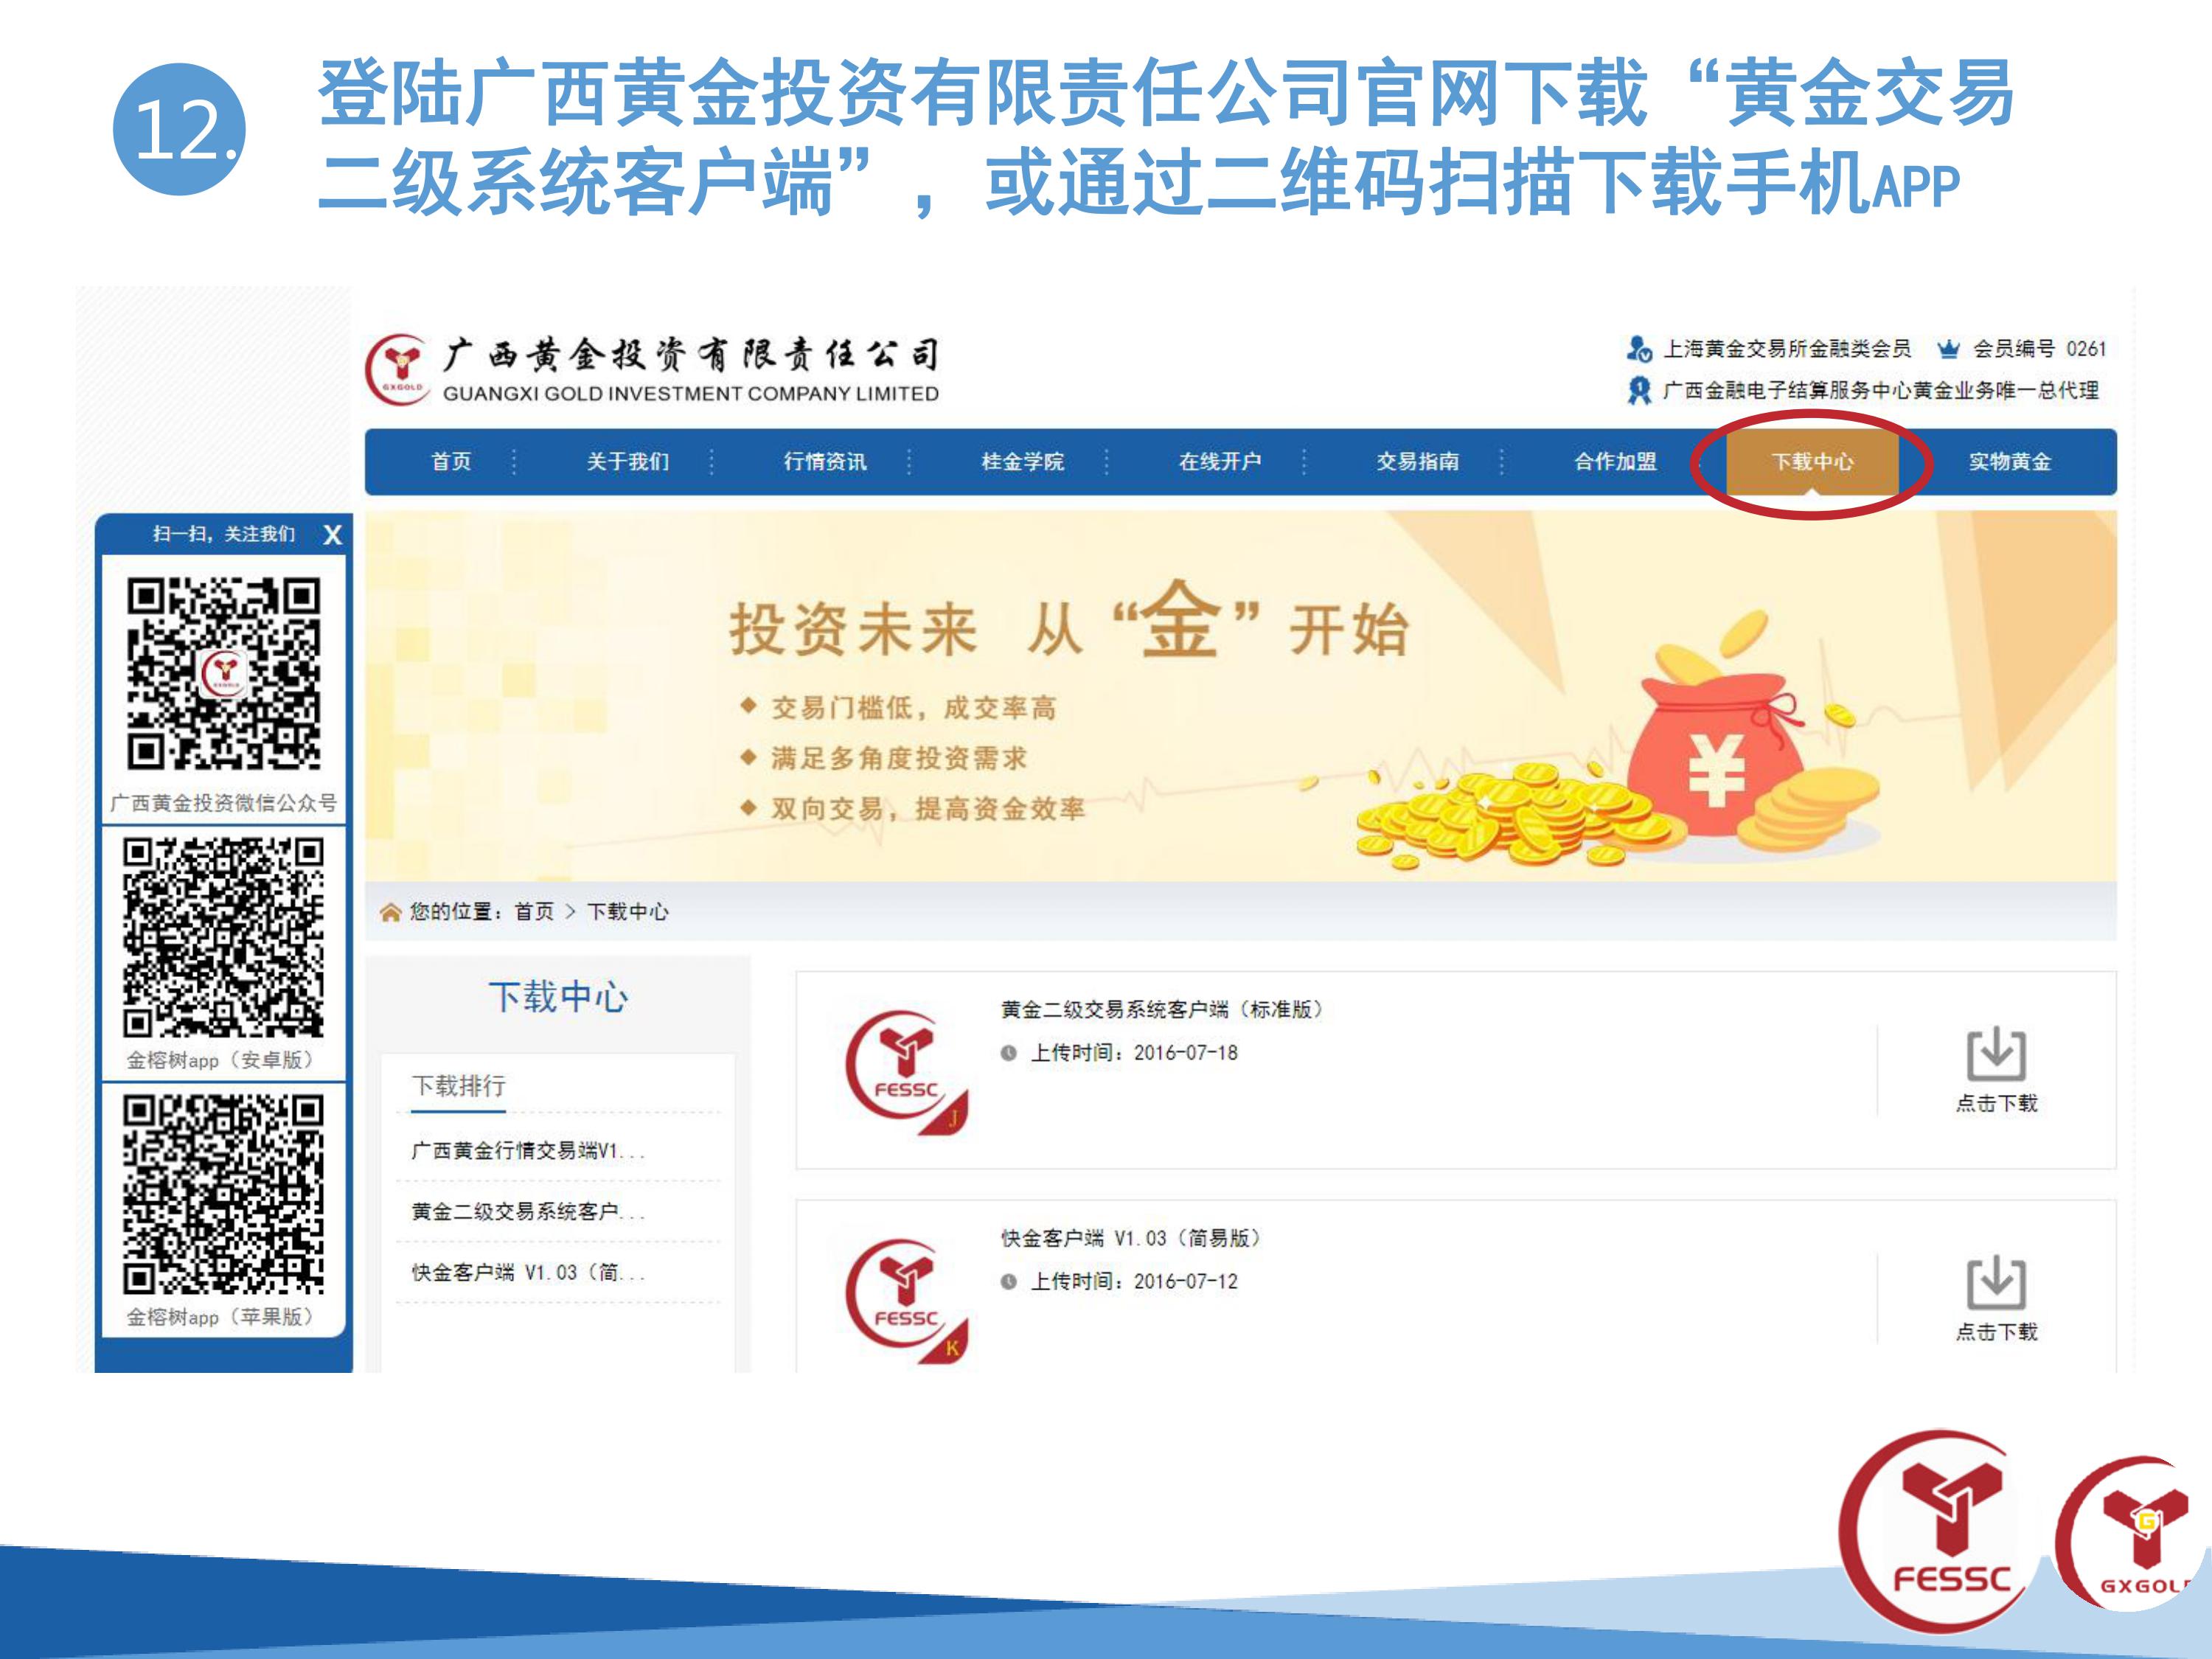 12.
登陆广西黄金投资有限责任公司官网下载“黄金交易
二级系统客户端”，或通过二维码扫描下载手机APP
GXGOLD
广西黄金投资有限责任公司
GUANGXI GOLD INVESTMENT COMPANY LIMITED
上海黄金交易所金融类会员 会员编号 0261
广西金融电子结算服务中心黄金业务唯一总代理
首页 关于我们 行情资讯 桂金学院 在线开户 交易指南 合作加盟 下载中心 实物黄金
扫一扫，关注我们 X
广西黄金投资微信公众号
金榕树app（安卓版）
金榕树app（苹果版）
投资未来 从“金”开始
交易门槛低，成交率高
满足多角度投资需求
双向交易，提高资金效率
¥
您的位置：首页 > 下载中心
下载中心
下载排行
广西黄金行情交易端V1...
黄金二级交易系统客户...
快金客户端 V1.03（简...
FESSC
J
黄金二级交易系统客户端（标准版）
上传时间：2016-07-18
点击下载
FESSC
K
快金客户端 V1.03（简易版）
上传时间：2016-07-12
点击下载
FESSC
G
GXGOL